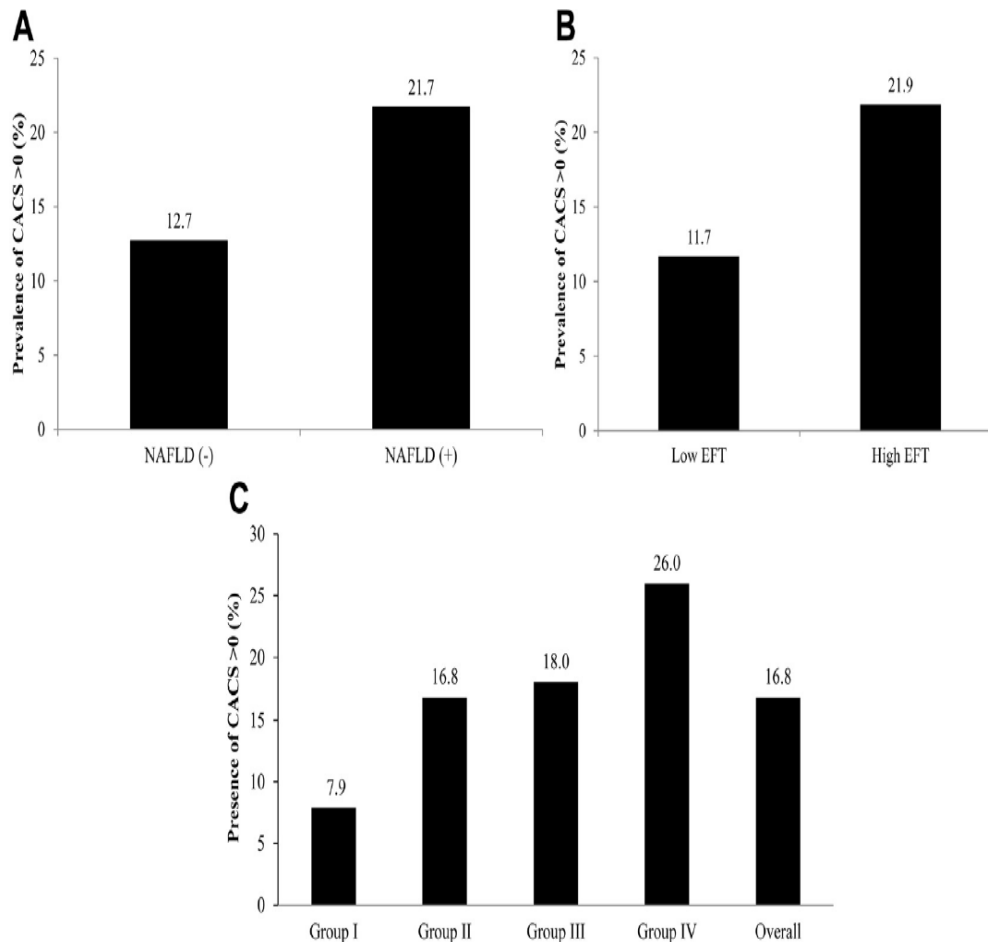 A
Prevalence of CACS >0 (%)
25
20
15
10
5
0
12.7
21.7
NAFLD (-)
NAFLD (+)
B
Prevalence of CACS >0 (%)
25
20
15
10
5
0
11.7
21.9
Low EFT
High EFT
C
Presence of CACS >0 (%)
30
25
20
15
10
5
0
7.9
16.8
18.0
26.0
16.8
Group I
Group II
Group III
Group IV
Overall